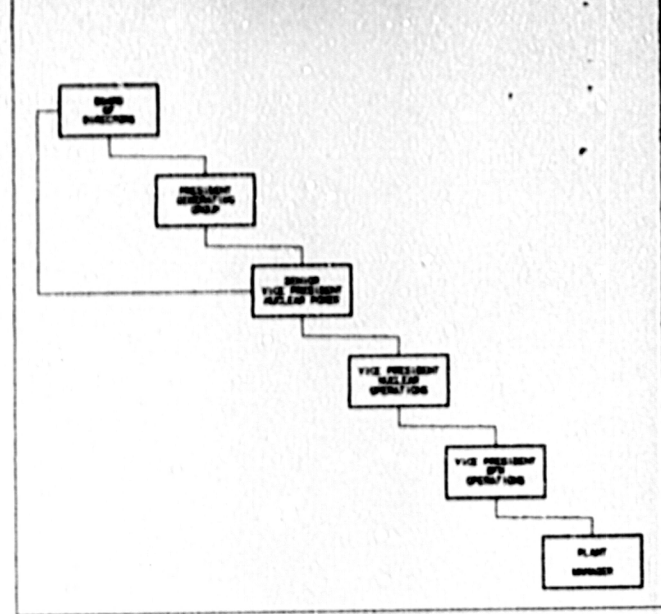 BOARD
OF
DIRECTORS
PRESIDENT
GENERATING
GROUP
SENIOR
VICE PRESIDENT
NUCLEAR POWER
VICE PRESIDENT
NUCLEAR
OPERATIONS
VICE PRESIDENT
BFN
OPERATIONS
PLANT
MANAGER